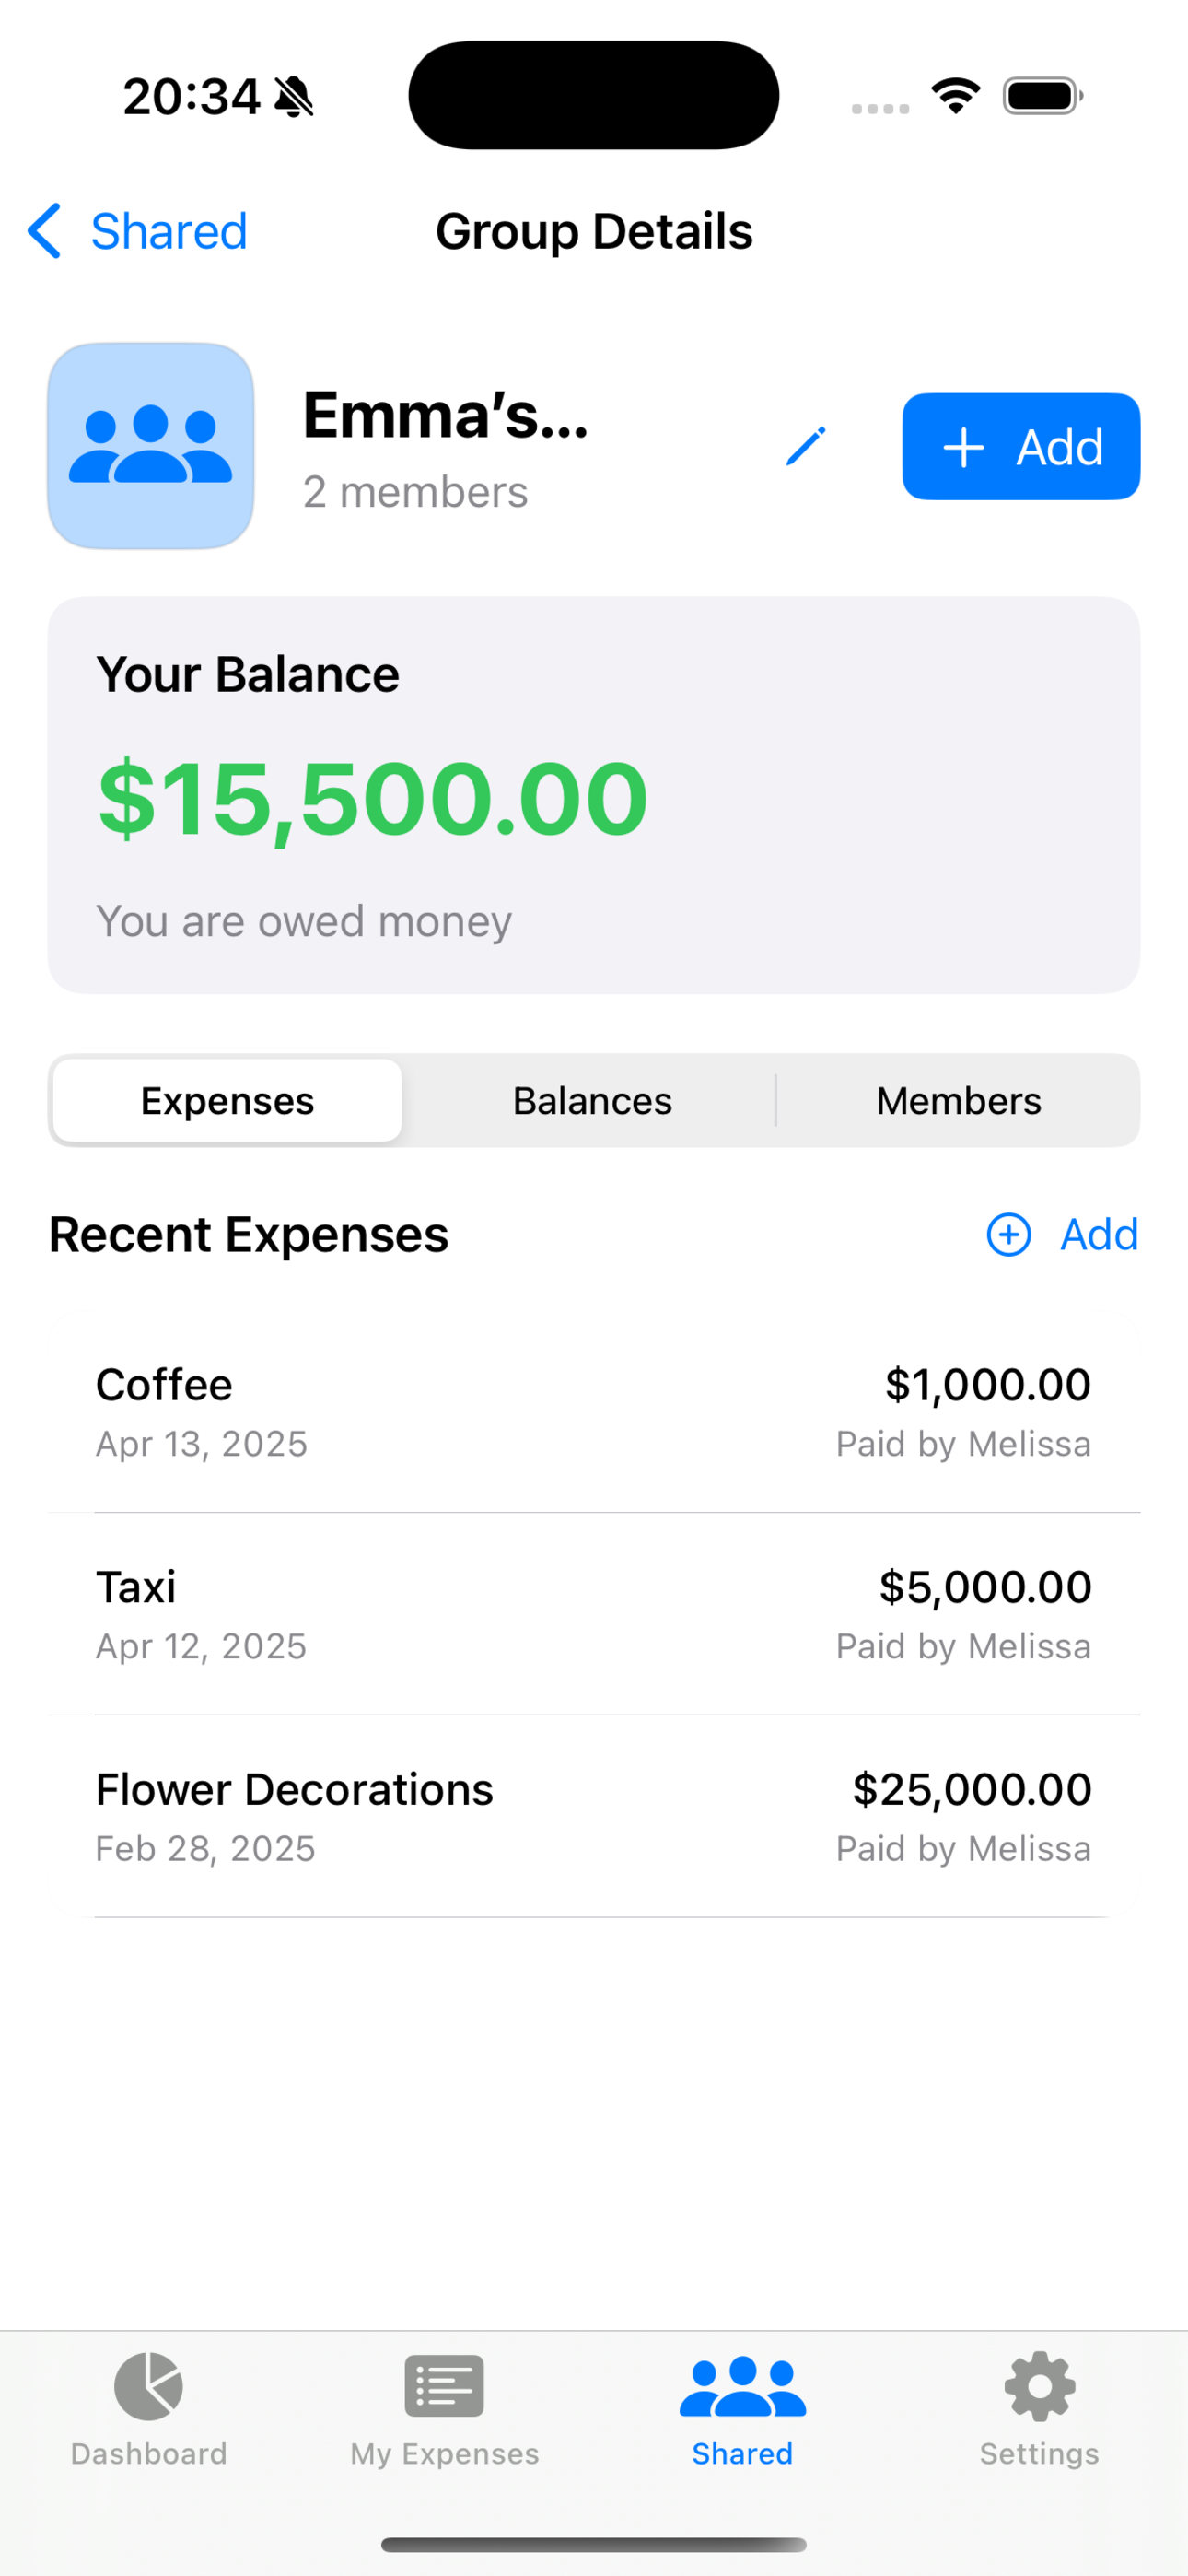 20:34
Shared
Group Details
Emma’s...
2 members
+ Add
Your Balance
$15,500.00
You are owed money
Expenses
Balances
Members
Recent Expenses
Add
Coffee
$1,000.00
Apr 13, 2025
Paid by Melissa
Taxi
$5,000.00
Apr 12, 2025
Paid by Melissa
Flower Decorations
$25,000.00
Feb 28, 2025
Paid by Melissa
Dashboard
My Expenses
Shared
Settings